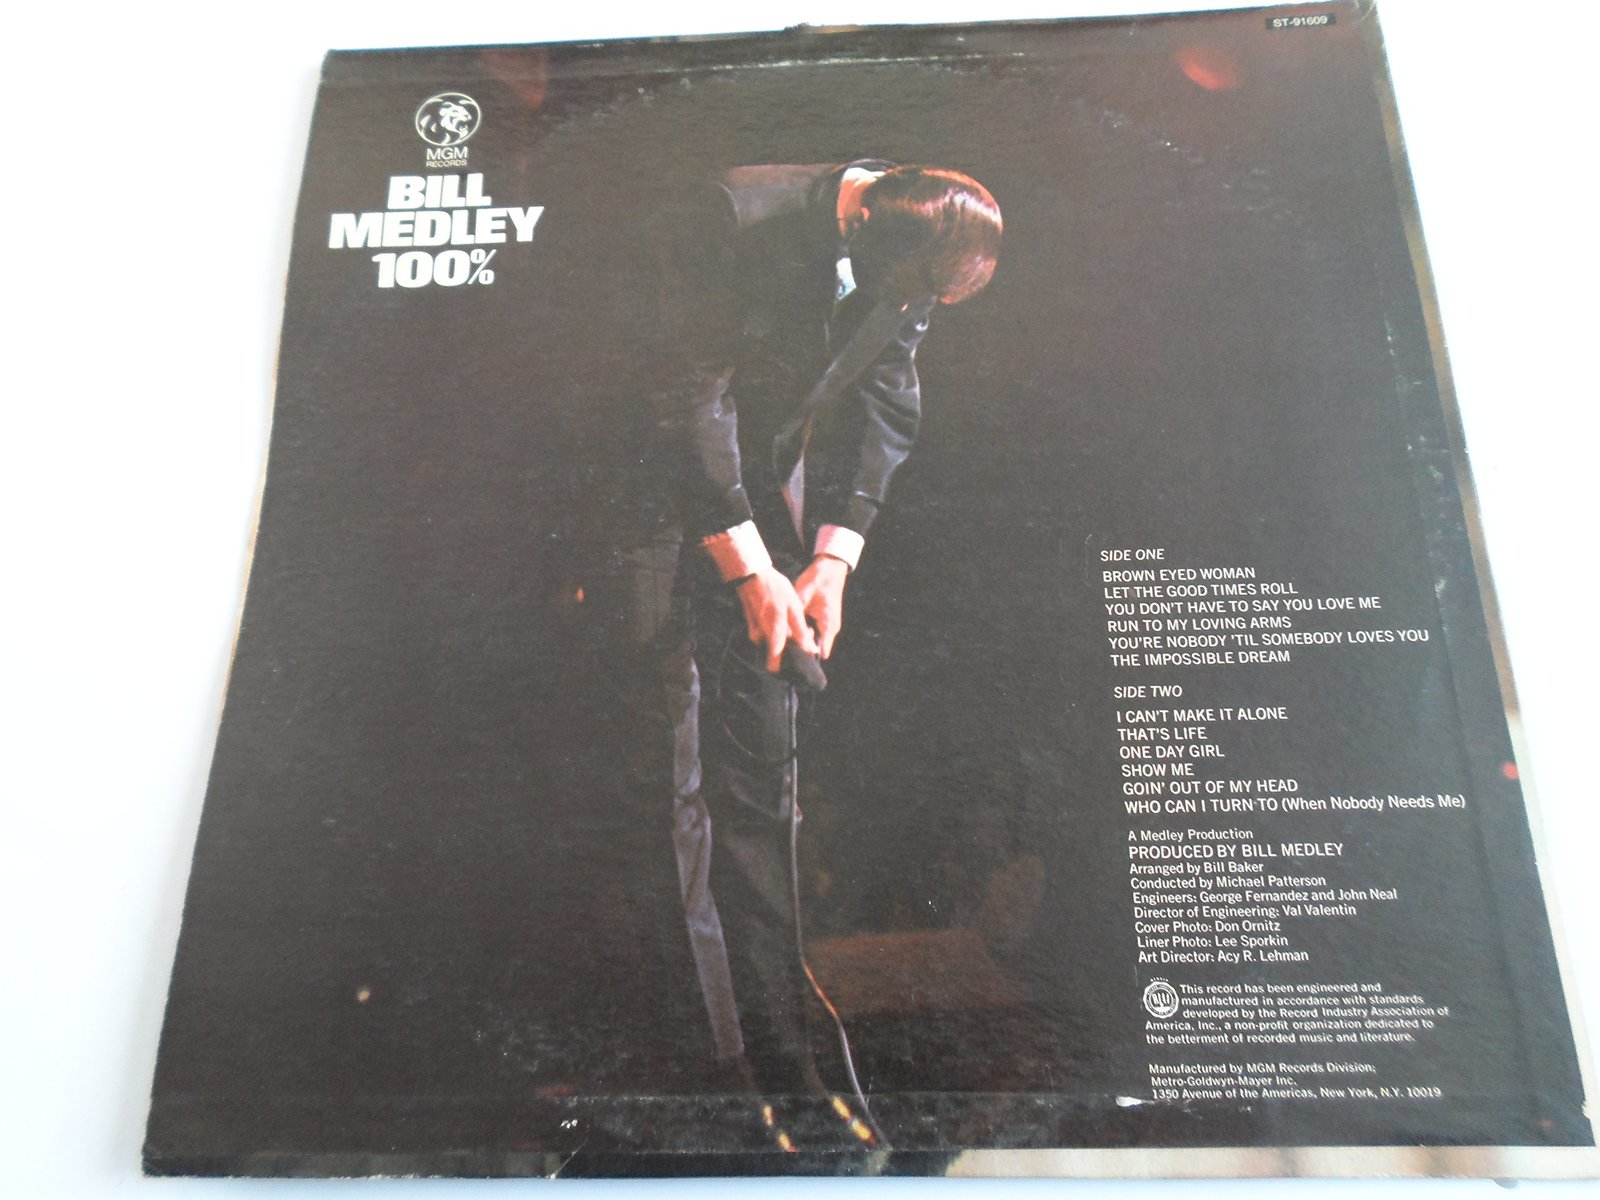 ST-91609
MGM
RECORDS
BILL
MEDLEY
100%
SIDE ONE
BROWN EYED WOMAN
LET THE GOOD TIMES ROLL
YOU DON'T HAVE TO SAY YOU LOVE ME
RUN TO MY LOVING ARMS
YOU'RE NOBODY 'TIL SOMEBODY LOVES YOU
THE IMPOSSIBLE DREAM
SIDE TWO
I CAN'T MAKE IT ALONE
THAT'S LIFE
ONE DAY GIRL
SHOW ME
GOIN' OUT OF MY HEAD
WHO CAN I TURN TO (When Nobody Needs Me)
A Medley Production
PRODUCED BY BILL MEDLEY
Arranged by Bill Baker
Conducted by Michael Patterson
Engineers: George Fernandez and John Neal
Director of Engineering: Val Valentin
Cover Photo: Don Ornitz
Liner Photo: Lee Sporkin
Art Director: Acy R. Lehman
This record has been engineered and
manufactured in accordance with standards
developed by the Record Industry Association of
America, Inc., a non-profit organization dedicated to
the betterment of recorded music and literature.
Manufactured by MGM Records Division;
Metro-Goldwyn-Mayer Inc.
1350 Avenue of the Americas, New York, N.Y. 10019